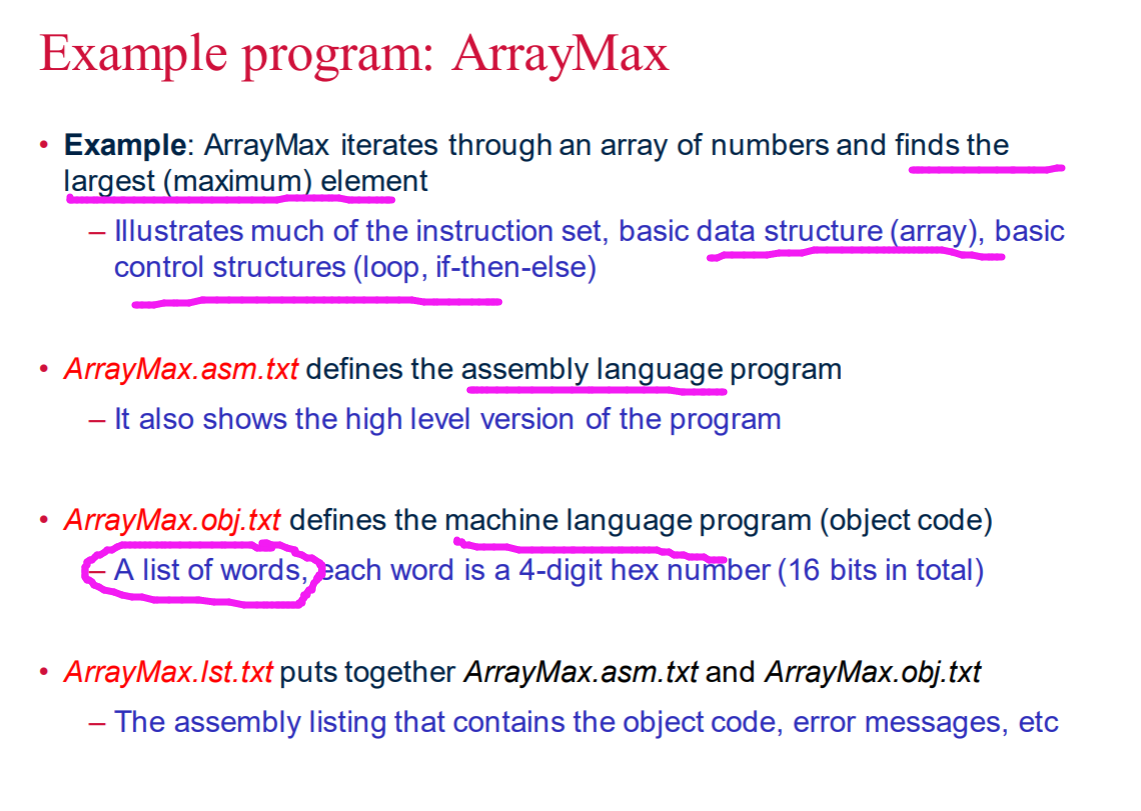 Example program: ArrayMax
• Example: ArrayMax iterates through an array of numbers and finds the
largest (maximum) element
– Illustrates much of the instruction set, basic data structure (array), basic
control structures (loop, if-then-else)
• ArrayMax.asm.txt defines the assembly language program
– It also shows the high level version of the program
• ArrayMax.obj.txt defines the machine language program (object code)
– A list of words, each word is a 4-digit hex number (16 bits in total)
• ArrayMax.lst.txt puts together ArrayMax.asm.txt and ArrayMax.obj.txt
– The assembly listing that contains the object code, error messages, etc